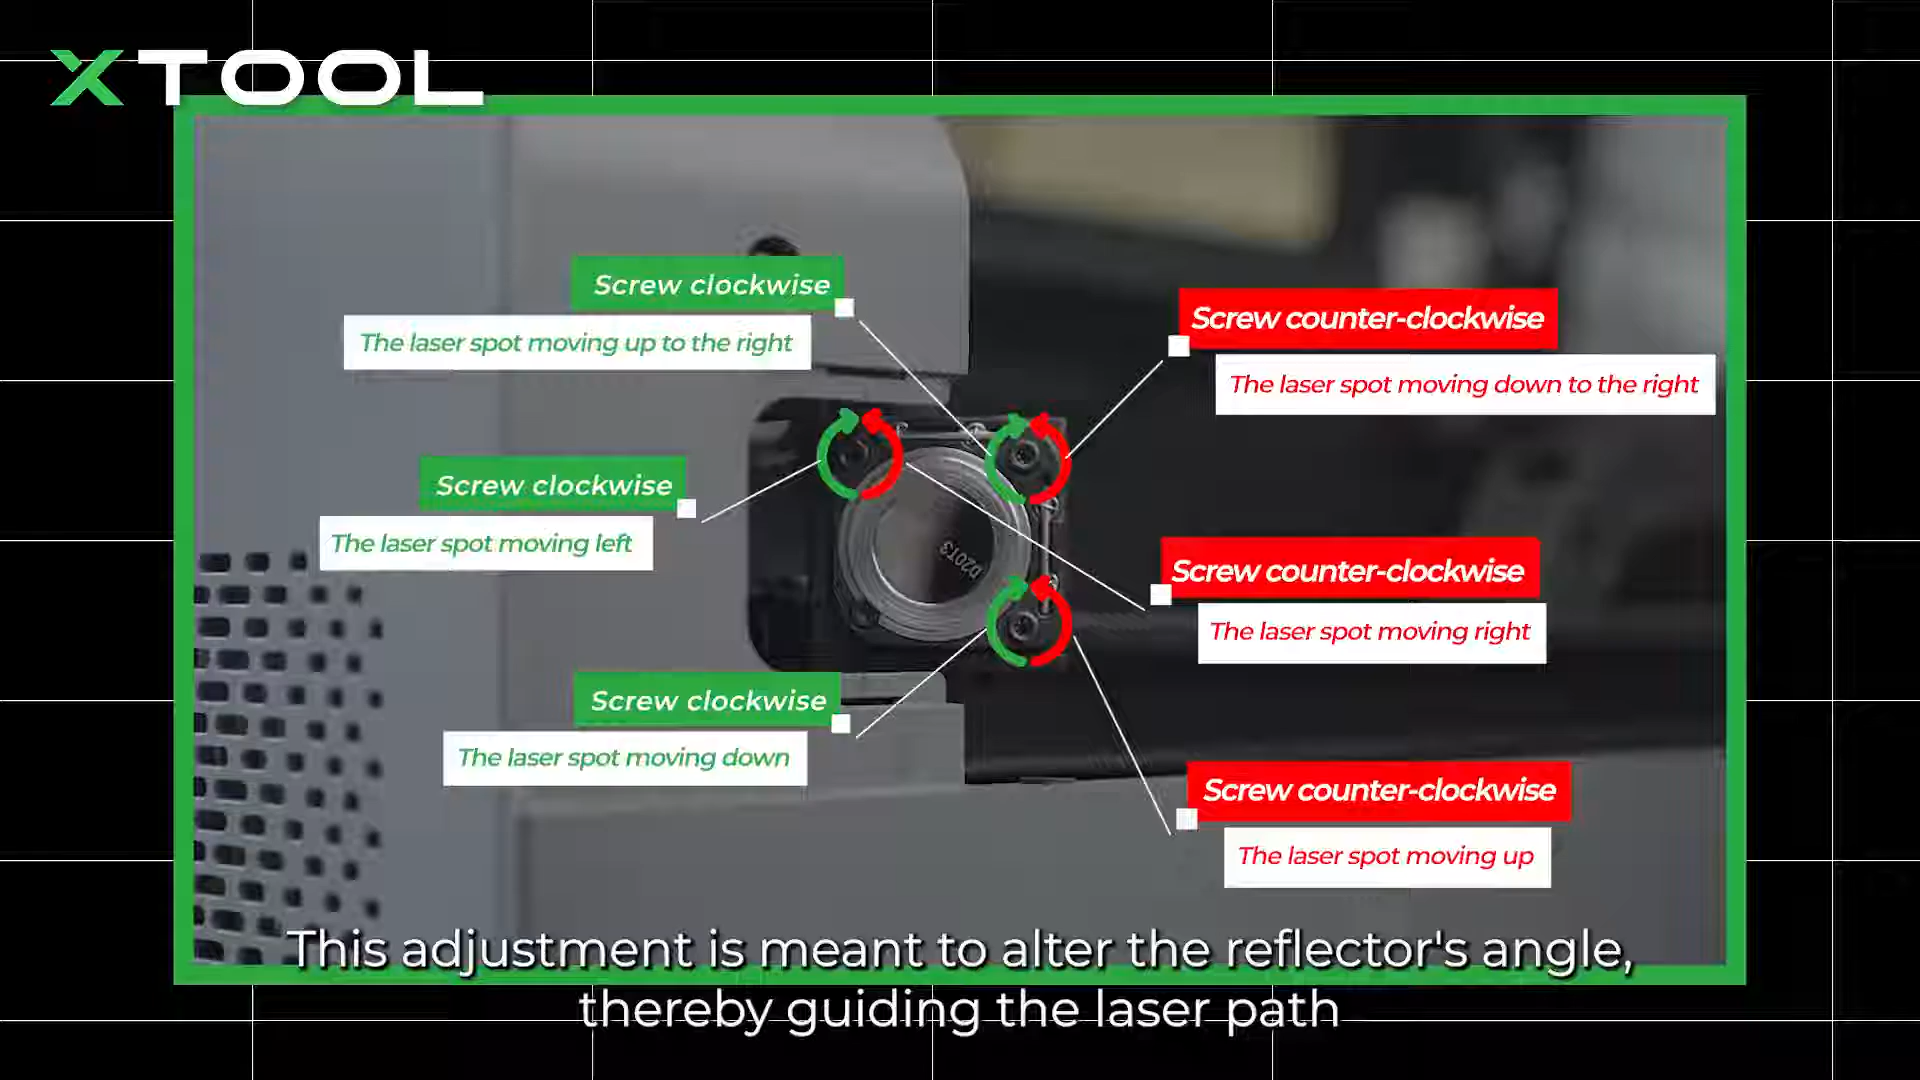 XTOOL
Screw clockwise
The laser spot moving up to the right
Screw counter-clockwise
The laser spot moving down to the right
Screw clockwise
The laser spot moving left
D20T3
Screw counter-clockwise
The laser spot moving right
Screw clockwise
The laser spot moving down
Screw counter-clockwise
The laser spot moving up
This adjustment is meant to alter the reflector's angle,
thereby guiding the laser path